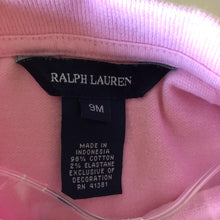 RALPH LAUREN
9M
MADE IN
INDONESIA
98% COTTON
2% ELASTANE
EXCLUSIVE OF
DECORATION
RN 41381